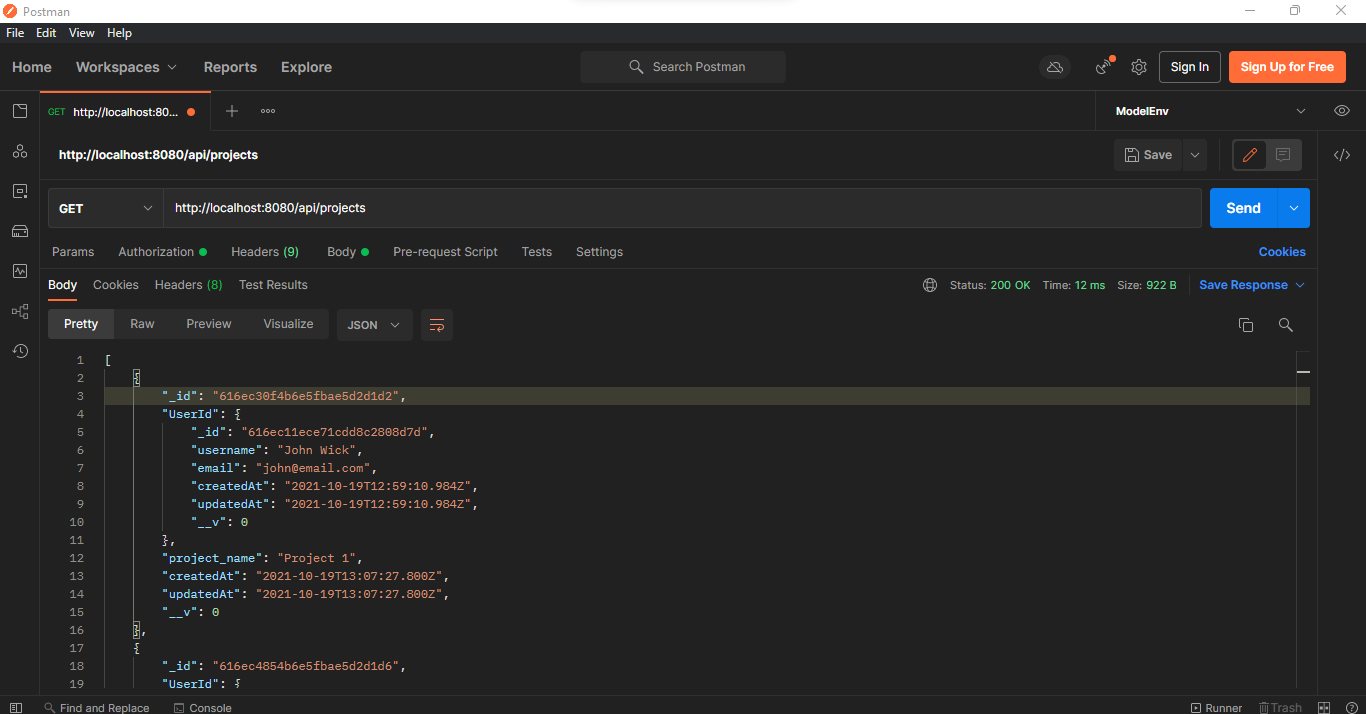 Postman
File Edit View Help
Home Workspaces Reports Explore Search Postman Sign In Sign Up for Free
GET http://localhost:80... ModelEnv
http://localhost:8080/api/projects Save
GET http://localhost:8080/api/projects Send
Params Authorization Headers (9) Body Pre-request Script Tests Settings Cookies
Body Cookies Headers (8) Test Results Status: 200 OK Time: 12 ms Size: 922 B Save Response
Pretty Raw Preview Visualize JSON
1 [
2 {
3 "_id": "616ec30f4b6e5fbae5d2d1d2",
4 "UserId": {
5 "_id": "616ec11ece71cdd8c2808d7d",
6 "username": "John Wick",
7 "email": "john@email.com",
8 "createdAt": "2021-10-19T12:59:10.984Z",
9 "updatedAt": "2021-10-19T12:59:10.984Z",
10 "__v": 0
11 },
12 "project_name": "Project 1",
13 "createdAt": "2021-10-19T13:07:27.800Z",
14 "updatedAt": "2021-10-19T13:07:27.800Z",
15 "__v": 0
16 },
17 {
18 "_id": "616ec4854b6e5fbae5d2d1d6",
19 "UserId": {
Find and Replace Console Runner Trash